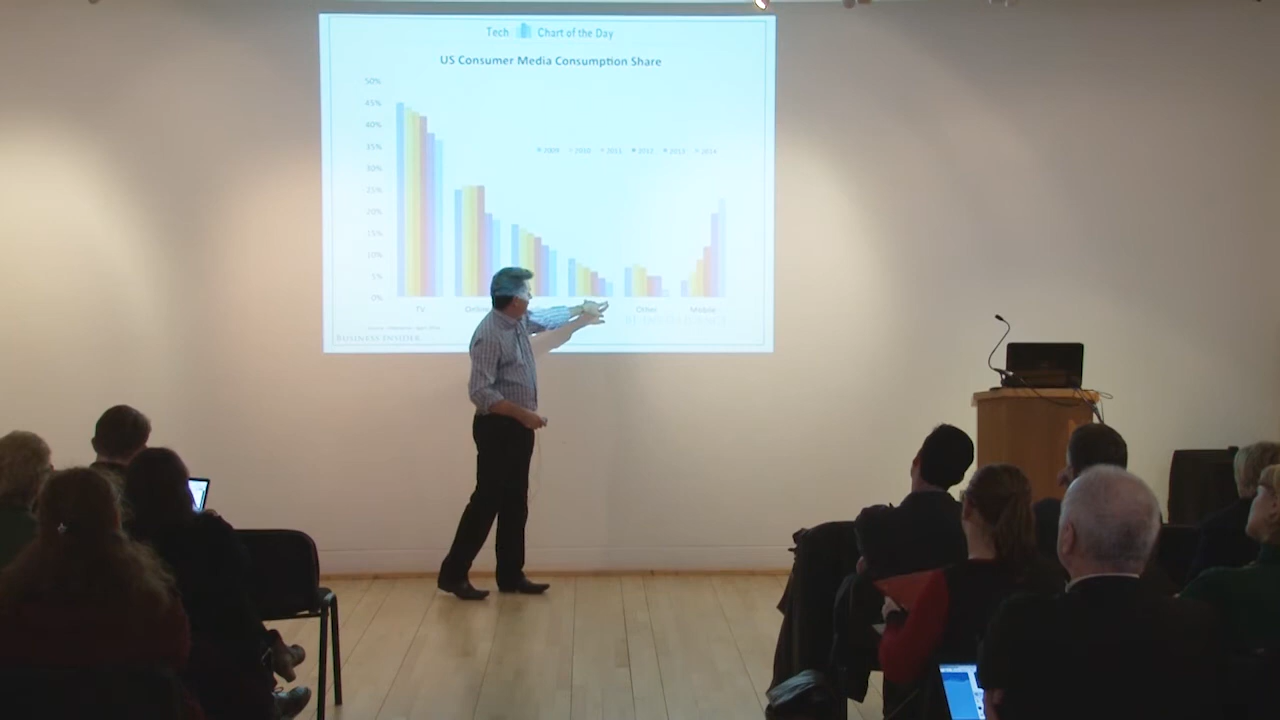 Tech Chart of the Day
US Consumer Media Consumption Share
50%
45%
40%
35%
30%
25%
20%
15%
10%
5%
0%
2009 2010 2011 2012 2013 2014
TV Online Other Mobile
BUSINESS INSIDER